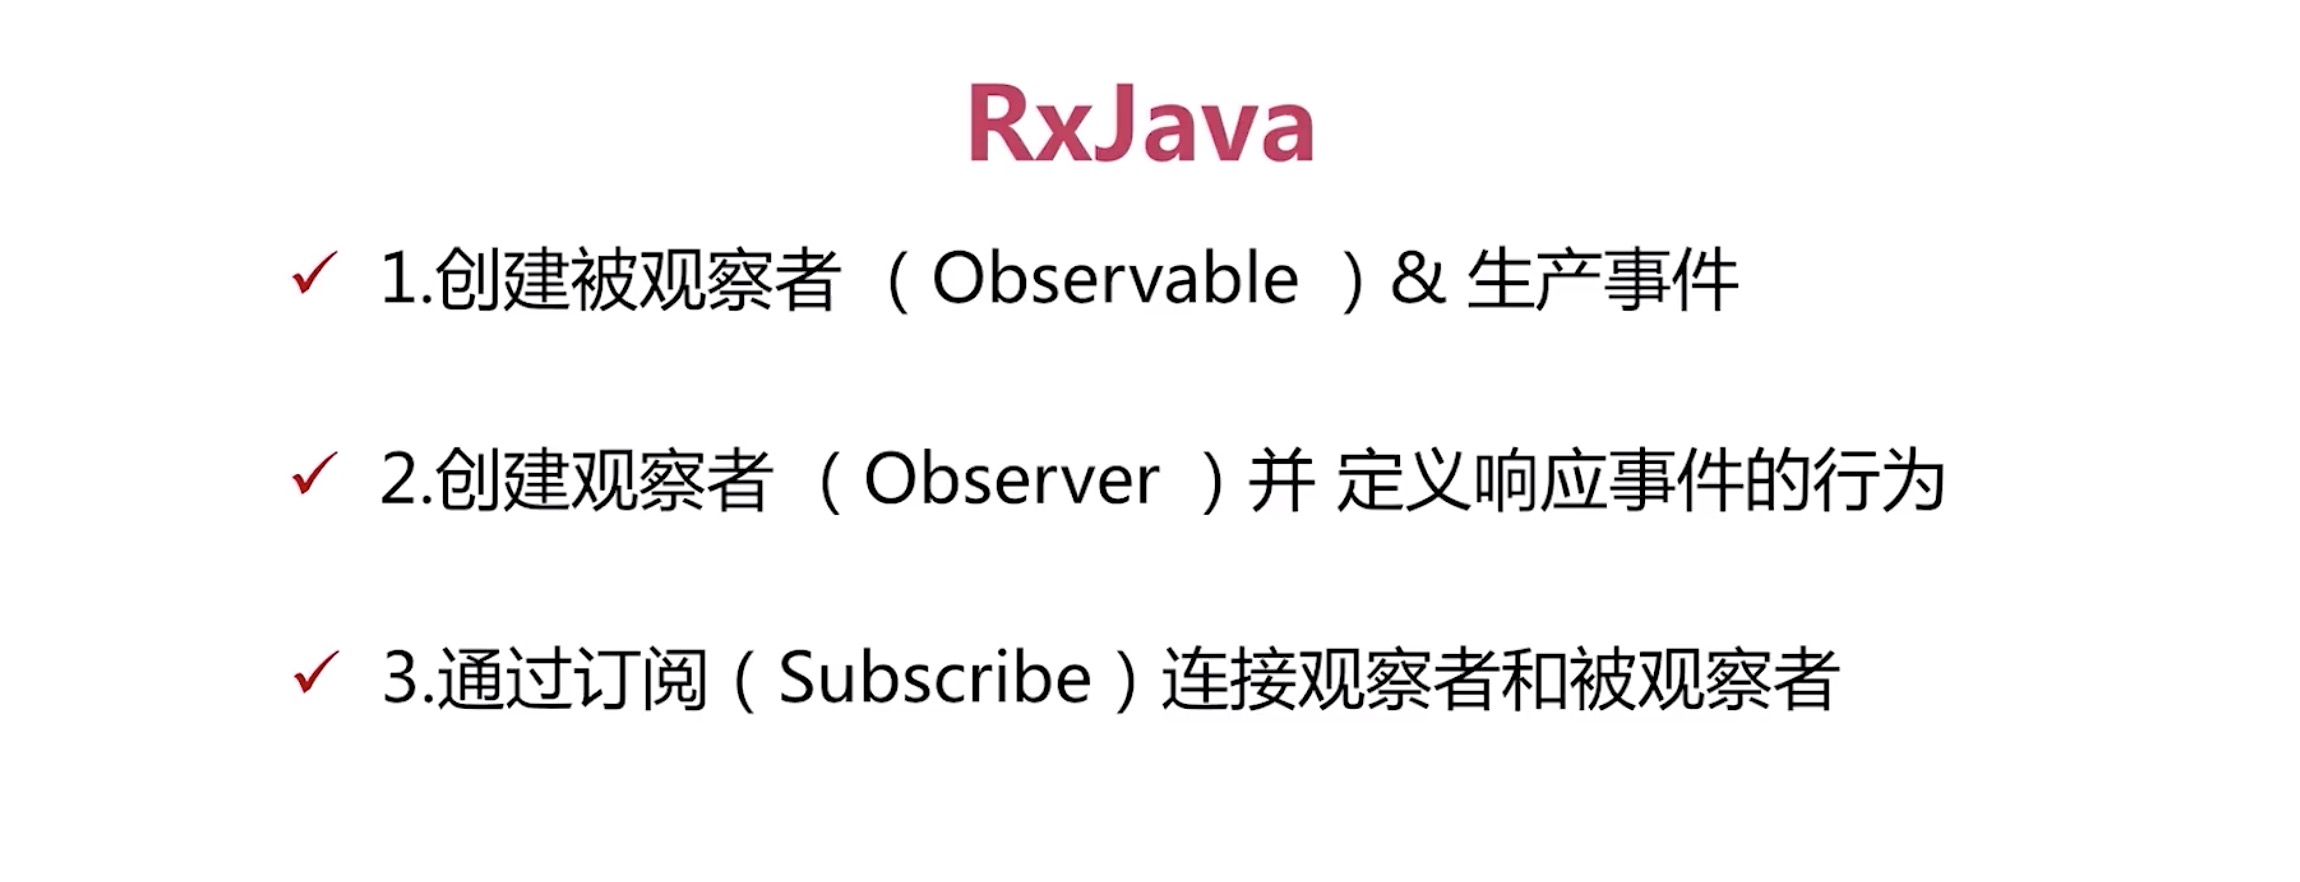 RxJava
✓ 1.创建被观察者 （ Observable ）& 生产事件
✓ 2.创建观察者 （ Observer ）并 定义响应事件的行为
✓ 3.通过订阅（ Subscribe ）连接观察者和被观察者